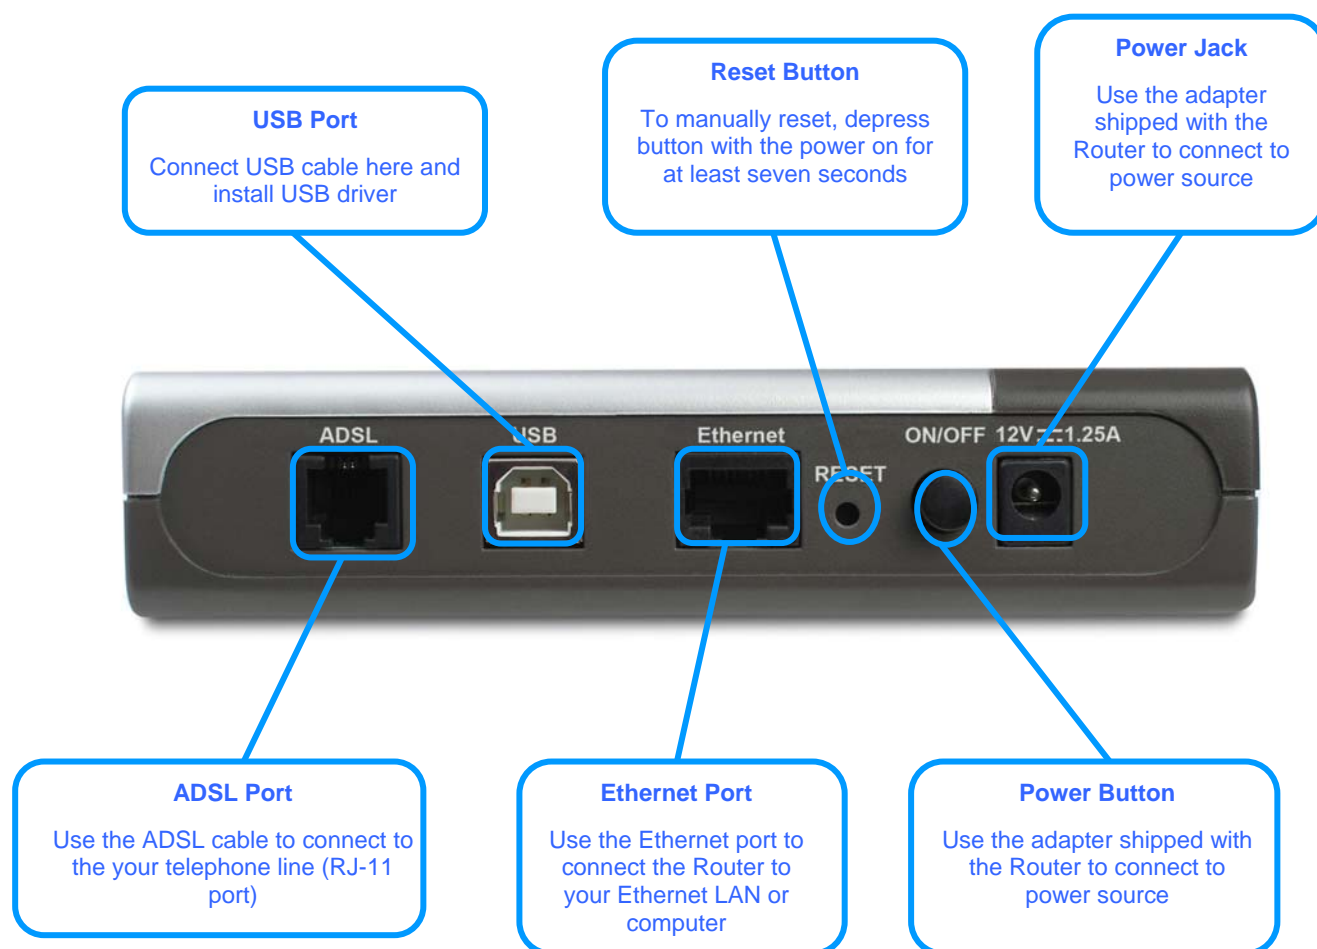 Power Jack
Use the adapter
shipped with the
Router to connect to
power source
Reset Button
To manually reset, depress
button with the power on for
at least seven seconds
USB Port
Connect USB cable here and
install USB driver
ADSL
USB
Ethernet
RESET
ON/OFF
12V⎓1.25A
ADSL Port
Use the ADSL cable to connect to
the your telephone line (RJ-11
port)
Ethernet Port
Use the Ethernet port to
connect the Router to
your Ethernet LAN or
computer
Power Button
Use the adapter shipped with
the Router to connect to
power source